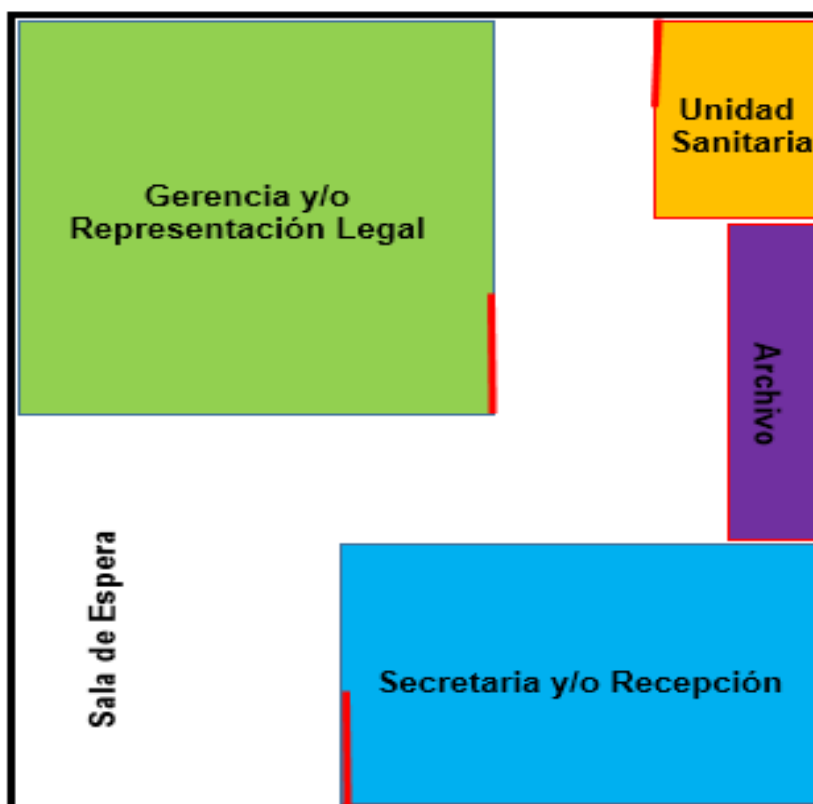 Gerencia y/o
Representación Legal
Unidad
Sanitaria
Archivo
Sala de Espera
Secretaria y/o Recepción